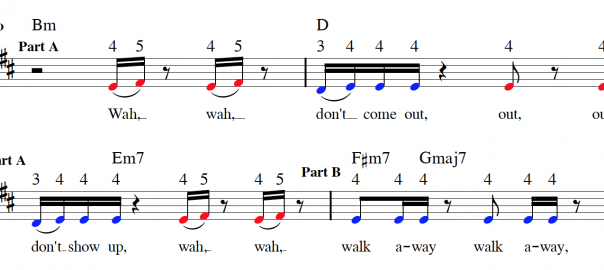 Bm D
Part A 4 5 4 5 3 4 4 4 4
Wah, wah, don't come out, out,
Em7 F♯m7 Gmaj7
Part B
3 4 4 4 4 5 4 5 4 4 4 4 4 4
don't show up, wah, wah, walk a-way walk a-way,